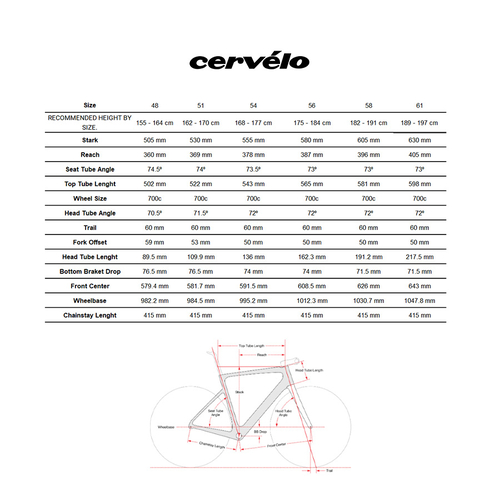 cervélo
Size 48 51 54 56 58 61
RECOMMENDED HEIGHT BY SIZE. 155 - 164 cm 162 - 170 cm 168 - 177 cm 175 - 184 cm 182 - 191 cm 189 - 197 cm
Stark 505 mm 530 mm 555 mm 580 mm 605 mm 630 mm
Reach 360 mm 369 mm 378 mm 387 mm 396 mm 405 mm
Seat Tube Angle 74.5º 74º 73.5º 73º 73º 73º
Top Tube Lenght 502 mm 522 mm 543 mm 565 mm 581 mm 598 mm
Wheel Size 700c 700c 700c 700c 700c 700c
Head Tube Angle 70.5º 71.5º 72º 72º 72º 72º
Trail 60 mm 60 mm 60 mm 60 mm 60 mm 60 mm
Fork Offset 59 mm 53 mm 50 mm 50 mm 50 mm 50 mm
Head Tube Lenght 89.5 mm 109.9 mm 136 mm 162.3 mm 191.2 mm 217.5 mm
Bottom Braket Drop 76.5 mm 76.5 mm 74 mm 74 mm 71.5 mm 71.5 mm
Front Center 579.4 mm 581.7 mm 591.5 mm 608.5 mm 626 mm 643 mm
Wheelbase 982.2 mm 984.5 mm 995.2 mm 1012.3 mm 1030.7 mm 1047.8 mm
Chainstay Lenght 415 mm 415 mm 415 mm 415 mm 415 mm 415 mm
Top Tube Length
Reach
Head Tube Length
Stack
Seat Tube Angle
Head Tube Angle
Wheelbase
BB Drop
Chainstay Length
Front Center
Trail